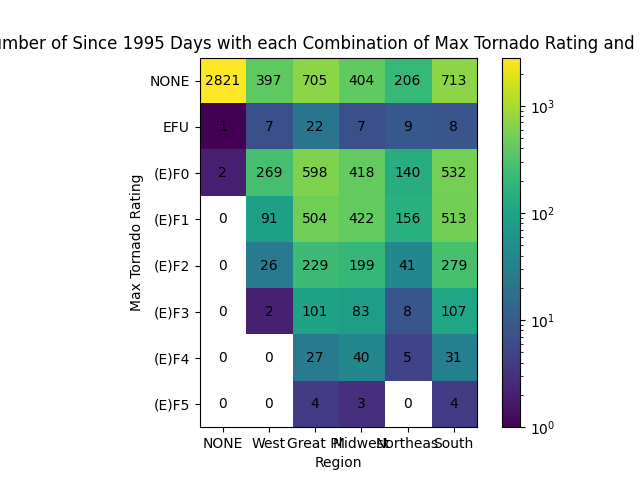 umber of Since 1995 Days with each Combination of Max Tornado Rating and
NONE 2821 397 705 404 206 713
EFU 1 7 22 7 9 8
(E)F0 2 269 598 418 140 532
(E)F1 0 91 504 422 156 513
(E)F2 0 26 229 199 41 279
(E)F3 0 2 101 83 8 107
(E)F4 0 0 27 40 5 31
(E)F5 0 0 4 3 0 4
NONE West Great Pl Midwest Northeast South
Region
Max Tornado Rating
10³
10²
10¹
10⁰